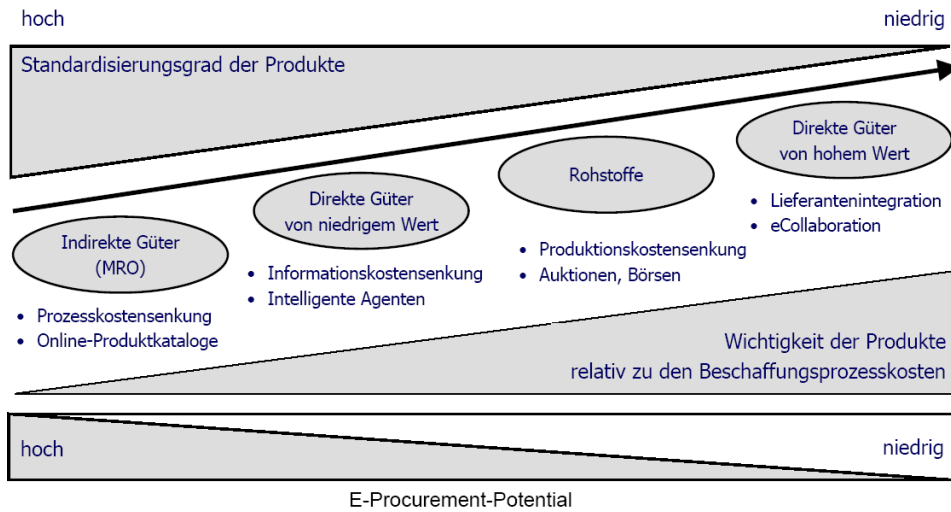 hoch
niedrig
Standardisierungsgrad der Produkte
Indirekte Güter
(MRO)
• Prozesskostensenkung
• Online-Produktkataloge
Direkte Güter
von niedrigem Wert
• Informationskostensenkung
• Intelligente Agenten
Rohstoffe
• Produktionskostensenkung
• Auktionen, Börsen
Direkte Güter
von hohem Wert
• Lieferantenintegration
• eCollaboration
Wichtigkeit der Produkte
relativ zu den Beschaffungsprozesskosten
hoch
niedrig
E-Procurement-Potential